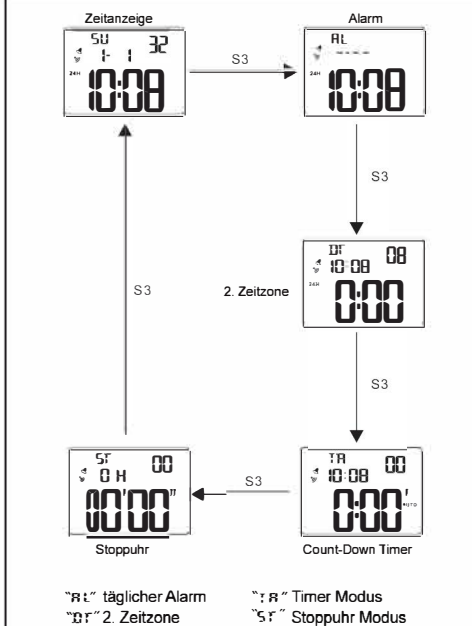 Zeitanzeige
SU 32
1- 1
24H
10:08
S3
Alarm
AL
----
24H
10:08
S3
2. Zeitzone
DT 08
10:08
24H
0:00
S3
TR 00
10:08
0:00'
AUTO
Count-Down Timer
S3
ST 00
0 H
00'00"
Stoppuhr
S3
"AL" täglicher Alarm
"DT" 2. Zeitzone
"TR" Timer Modus
"ST" Stoppuhr Modus